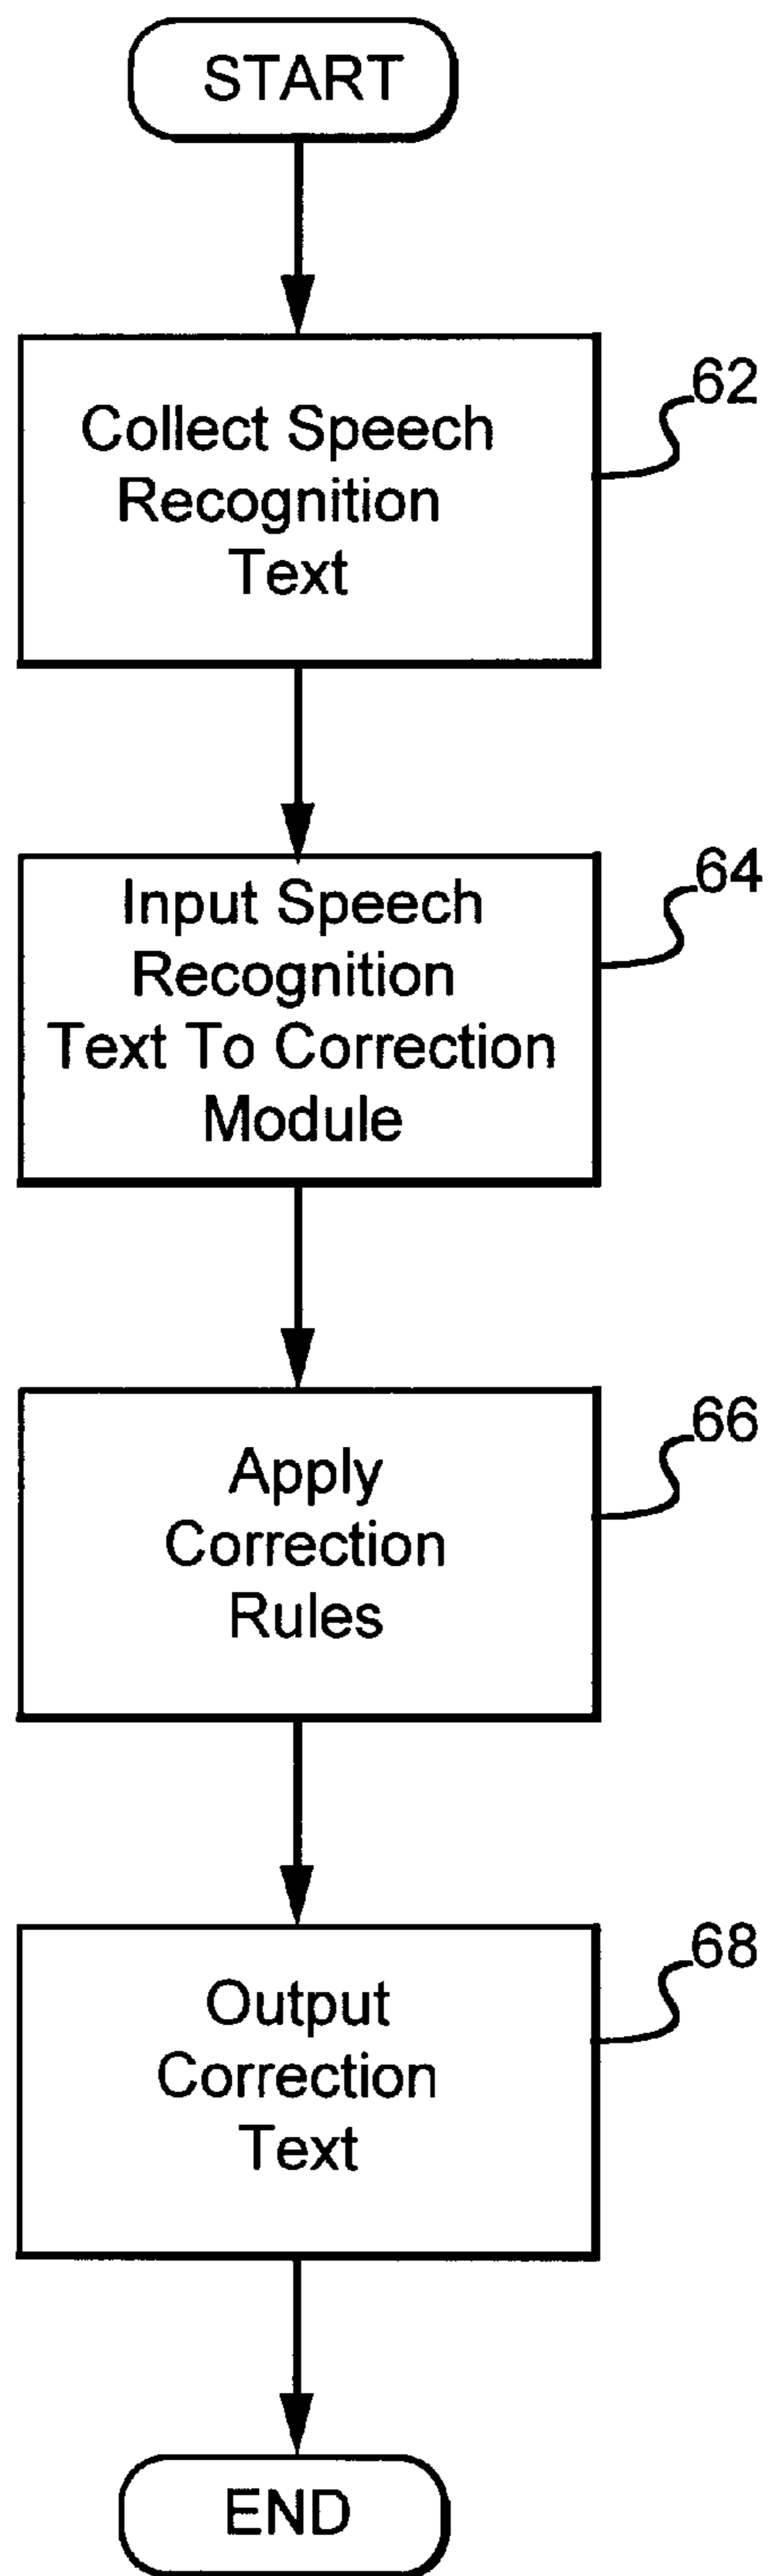 START
62
Collect Speech
Recognition
Text
64
Input Speech
Recognition
Text To Correction
Module
66
Apply
Correction
Rules
68
Output
Correction
Text
END